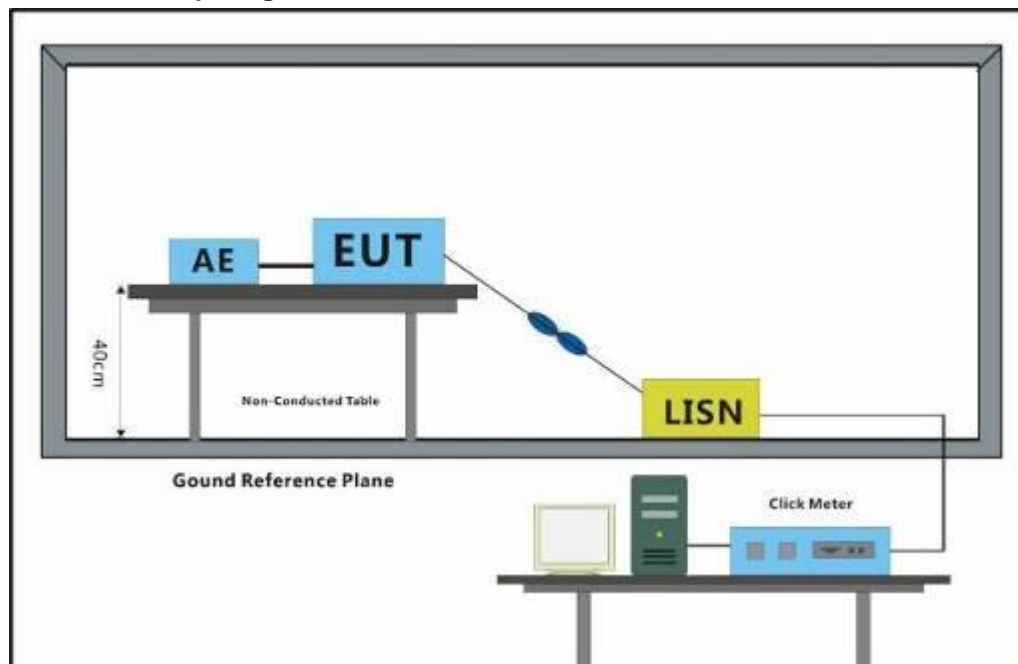 AE
EUT
40cm
Non-Conducted Table
LISN
Gound Reference Plane
Click Meter